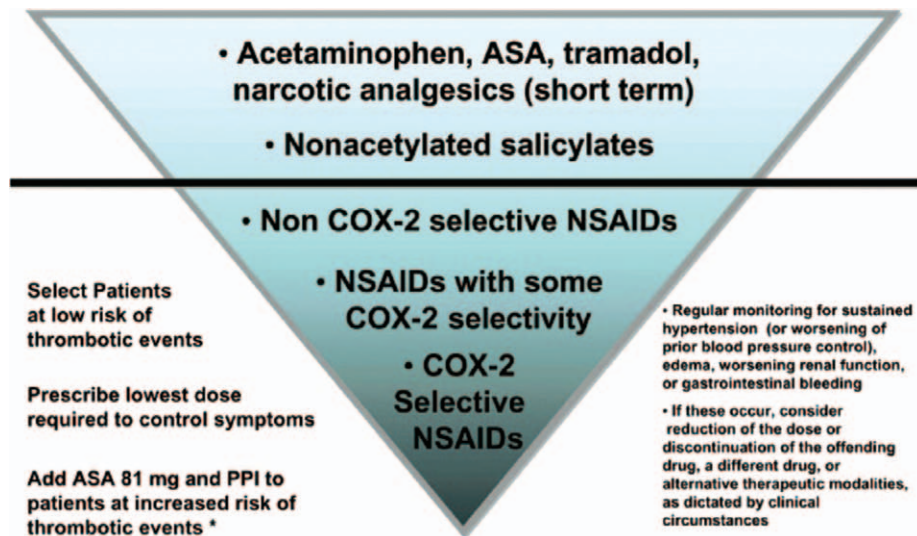 • Acetaminophen, ASA, tramadol,
narcotic analgesics (short term)
• Nonacetylated salicylates
• Non COX-2 selective NSAIDs
• NSAIDs with some
COX-2 selectivity
• COX-2
Selective
NSAIDs
Select Patients
at low risk of
thrombotic events
Prescribe lowest dose
required to control symptoms
Add ASA 81 mg and PPI to
patients at increased risk of
thrombotic events *
• Regular monitoring for sustained
hypertension (or worsening of
prior blood pressure control),
edema, worsening renal function,
or gastrointestinal bleeding
• If these occur, consider
reduction of the dose or
discontinuation of the offending
drug, a different drug, or
alternative therapeutic modalities,
as dictated by clinical
circumstances